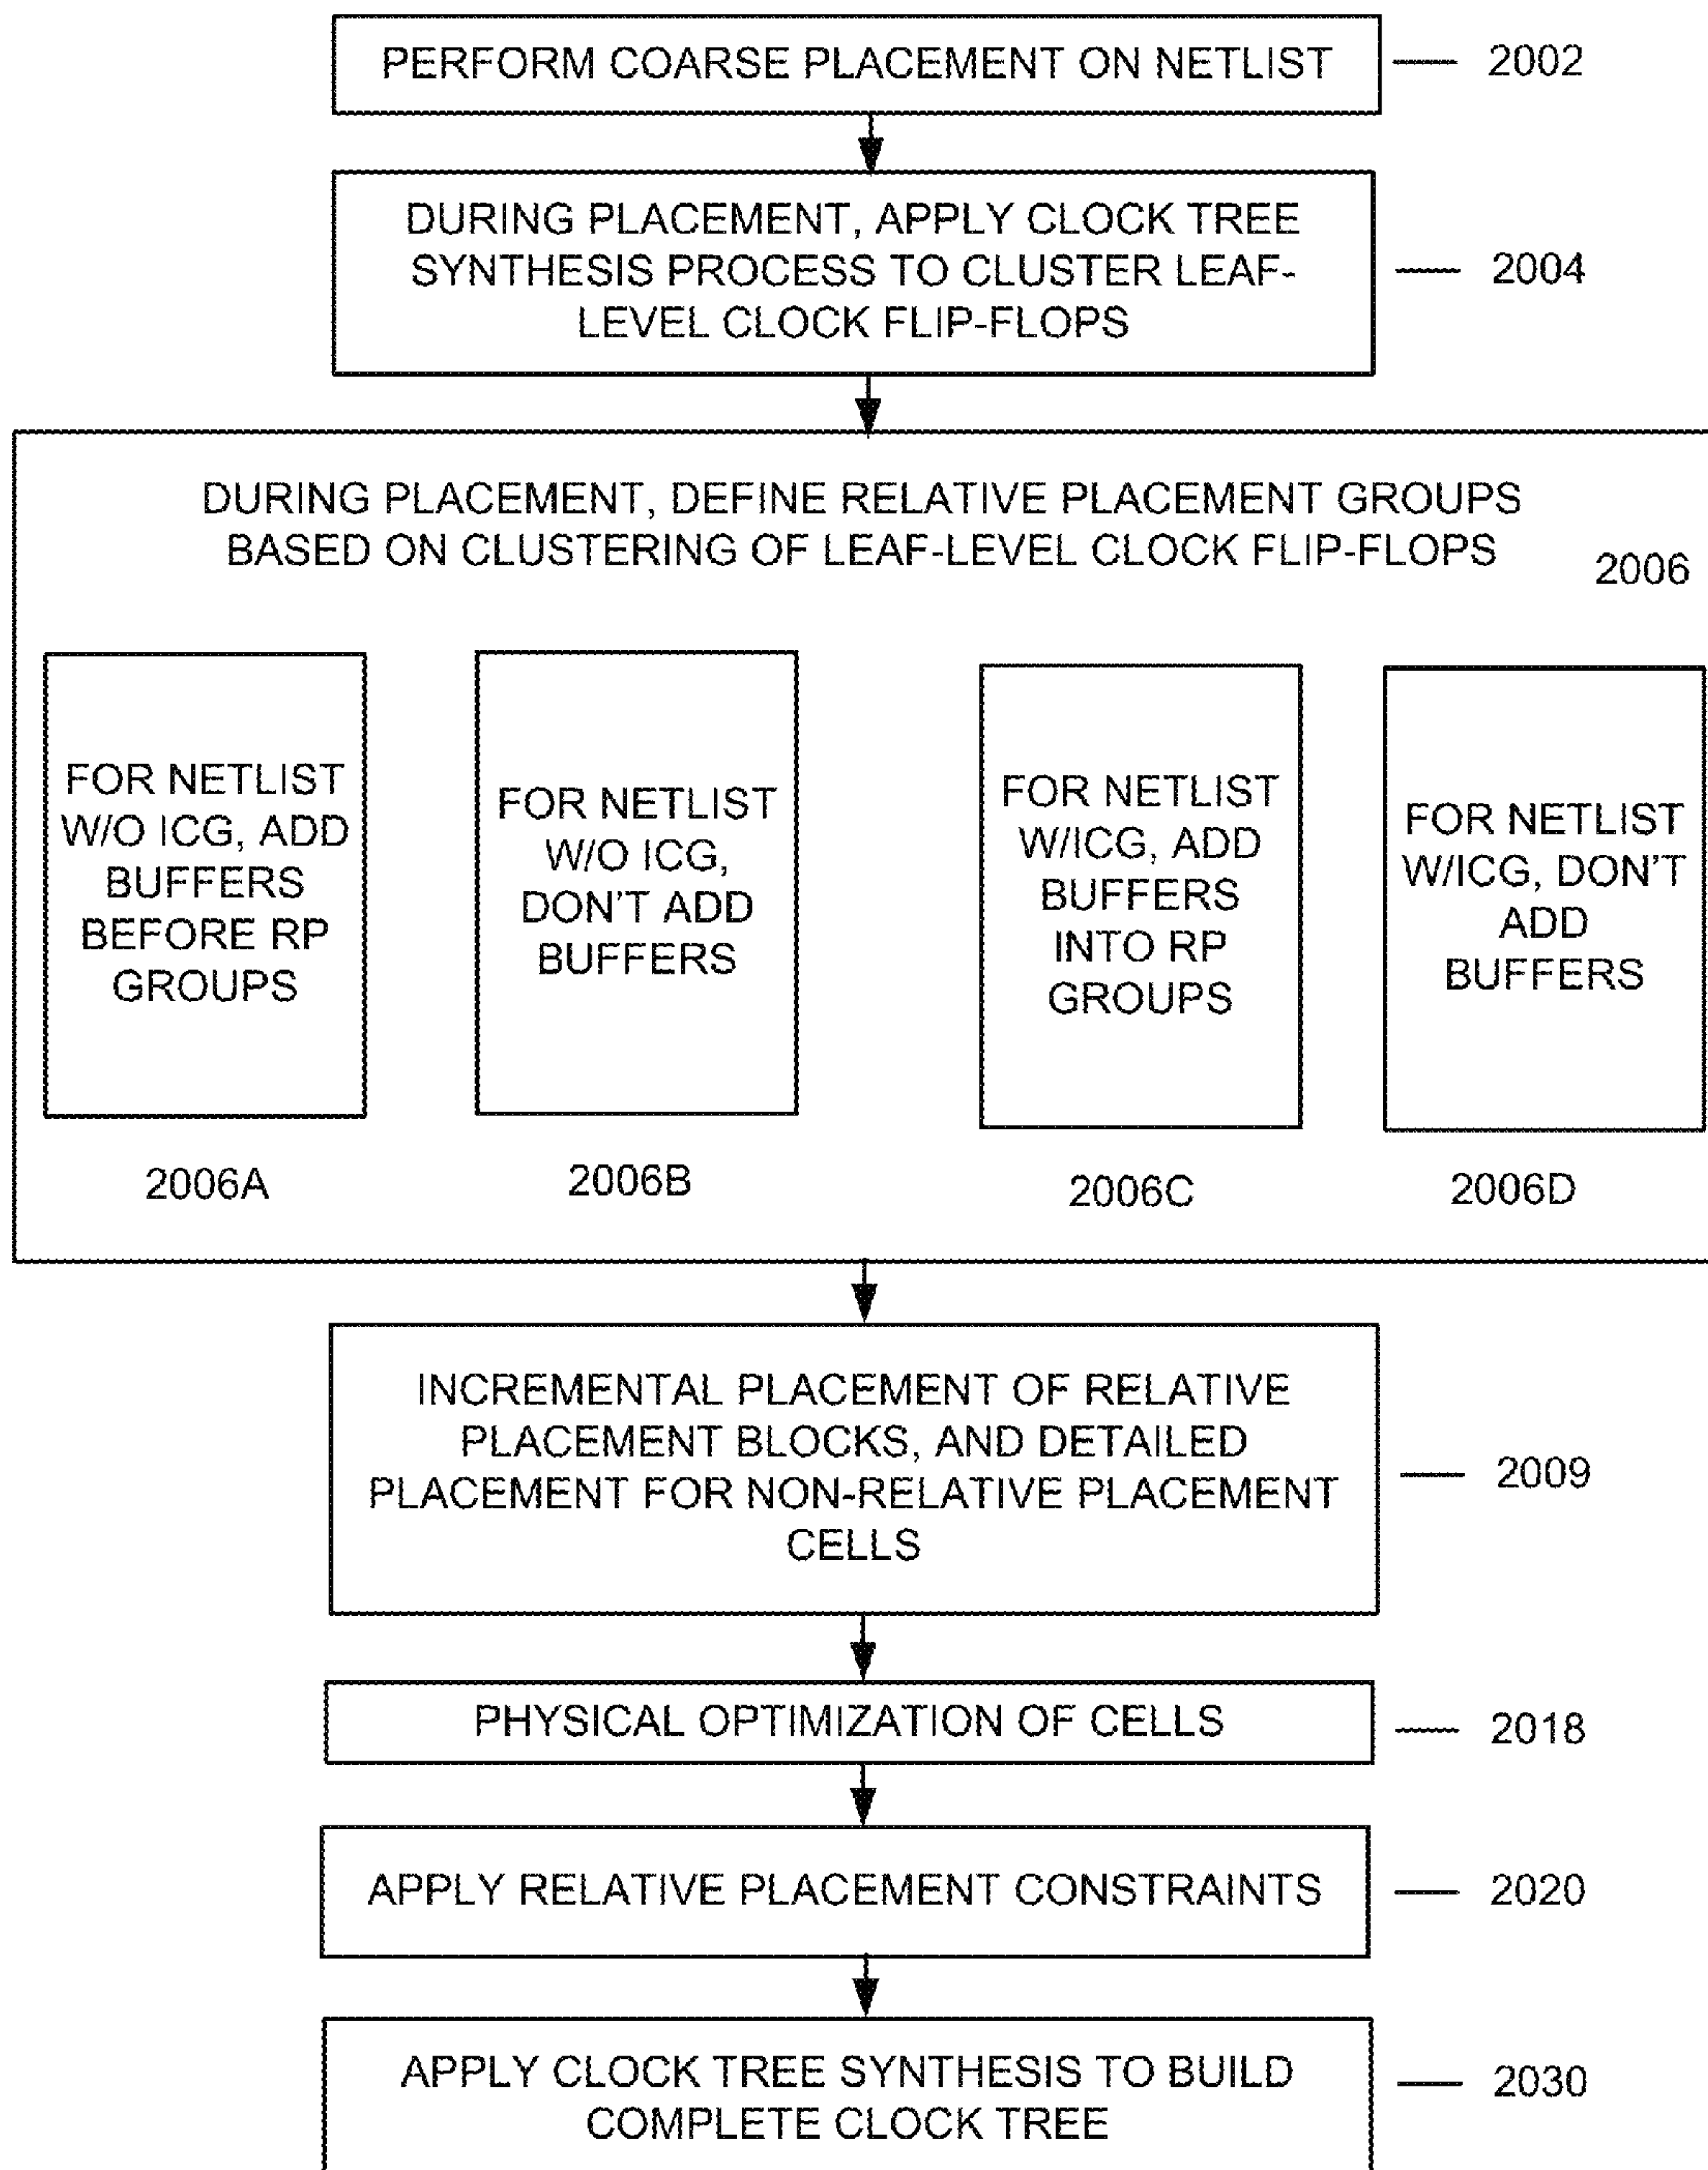 PERFORM COARSE PLACEMENT ON NETLIST
2002
DURING PLACEMENT, APPLY CLOCK TREE
SYNTHESIS PROCESS TO CLUSTER LEAF-
LEVEL CLOCK FLIP-FLOPS
2004
DURING PLACEMENT, DEFINE RELATIVE PLACEMENT GROUPS
BASED ON CLUSTERING OF LEAF-LEVEL CLOCK FLIP-FLOPS
2006
FOR NETLIST
W/O ICG, ADD
BUFFERS
BEFORE RP
GROUPS
2006A
FOR NETLIST
W/O ICG,
DON'T ADD
BUFFERS
2006B
FOR NETLIST
W/ICG, ADD
BUFFERS
INTO RP
GROUPS
2006C
FOR NETLIST
W/ICG, DON'T
ADD
BUFFERS
2006D
INCREMENTAL PLACEMENT OF RELATIVE
PLACEMENT BLOCKS, AND DETAILED
PLACEMENT FOR NON-RELATIVE PLACEMENT
CELLS
2009
PHYSICAL OPTIMIZATION OF CELLS
2018
APPLY RELATIVE PLACEMENT CONSTRAINTS
2020
APPLY CLOCK TREE SYNTHESIS TO BUILD
COMPLETE CLOCK TREE
2030